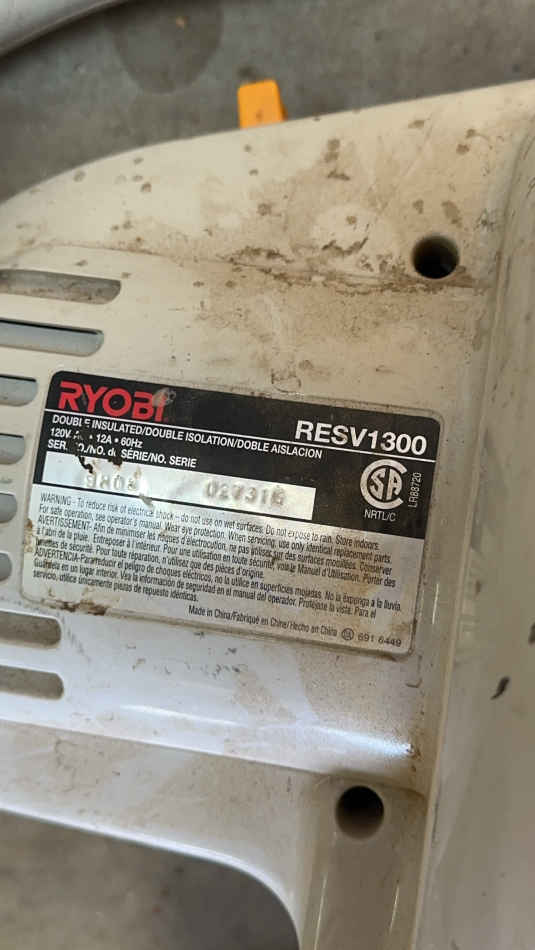 RYOBI
RESV1300
DOUBLE INSULATED/DOUBLE ISOLATION/DOBLE AISLACION
120V • 12A • 60Hz
SÉRIE/NO. SERIE
NRTL/C
LR88720
WARNING - To reduce risk of electrical shock – do not use on wet surfaces. Do not expose to rain. Store indoors.
For safe operation, see operator's manual. Wear eye protection. When servicing, use only identical replacement parts.
AVERTISSEMENT- Afin de minimiser les risques d'électrocution, ne pas utiliser sur des surfaces mouillées. Conserver
à l'abri de la pluie. Entreposer à l'intérieur. Pour une utilisation en toute sécurité, voir le Manuel d'Utilisation. Porter des
de sécurité. Pour toute réparation, n'utiliser que des pièces d'origine.
ADVERTENCIA-Para reducir el peligro de choques eléctricos, no la utilice en superficies mojadas. No la exponga a la lluvia.
Guárdela en un lugar interior. Vea la información de seguridad en el manual del operador. Protéjase la vista. Para el
servicio, utilice únicamente piezas de repuesto idénticas.
Made in China/Fabriqué en Chine/Hecho en China 691 6449